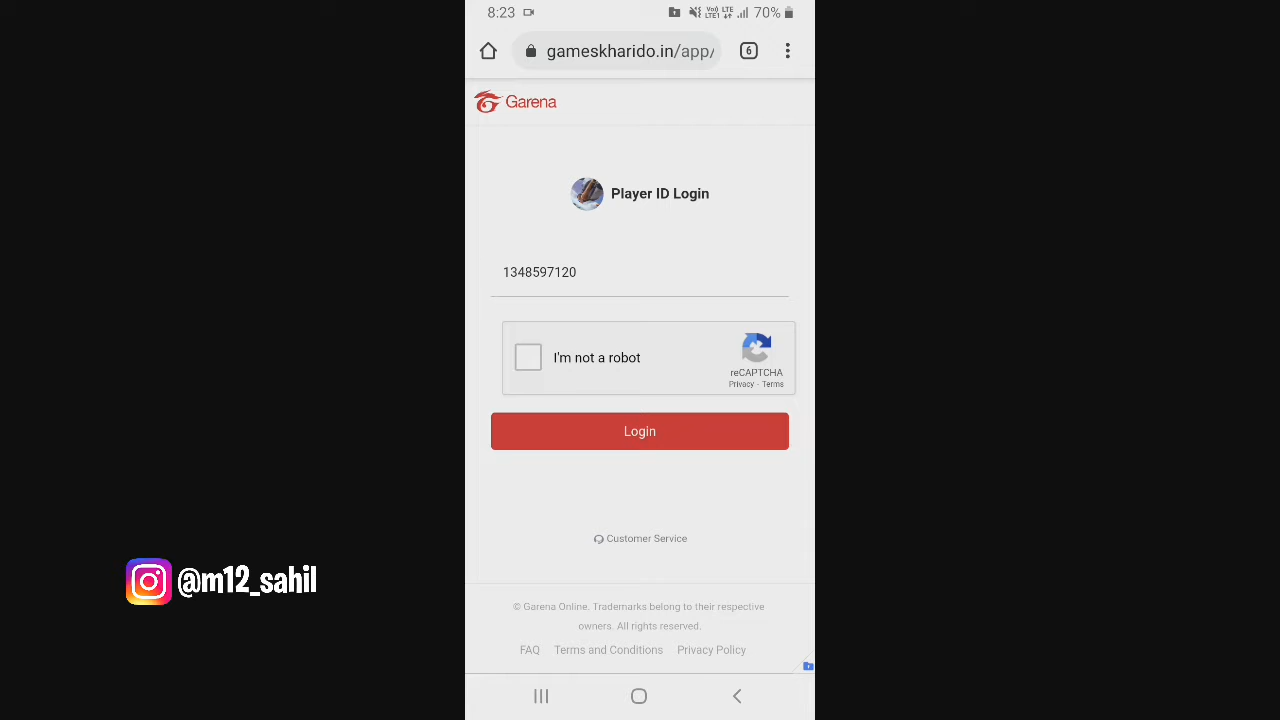 8:23
LTE1 LTE 70%
gameskharido.in/app/
6
Garena
Player ID Login
1348597120
I'm not a robot
reCAPTCHA
Privacy - Terms
Login
Customer Service
@m12_sahil
© Garena Online. Trademarks belong to their respective
owners. All rights reserved.
FAQ Terms and Conditions Privacy Policy